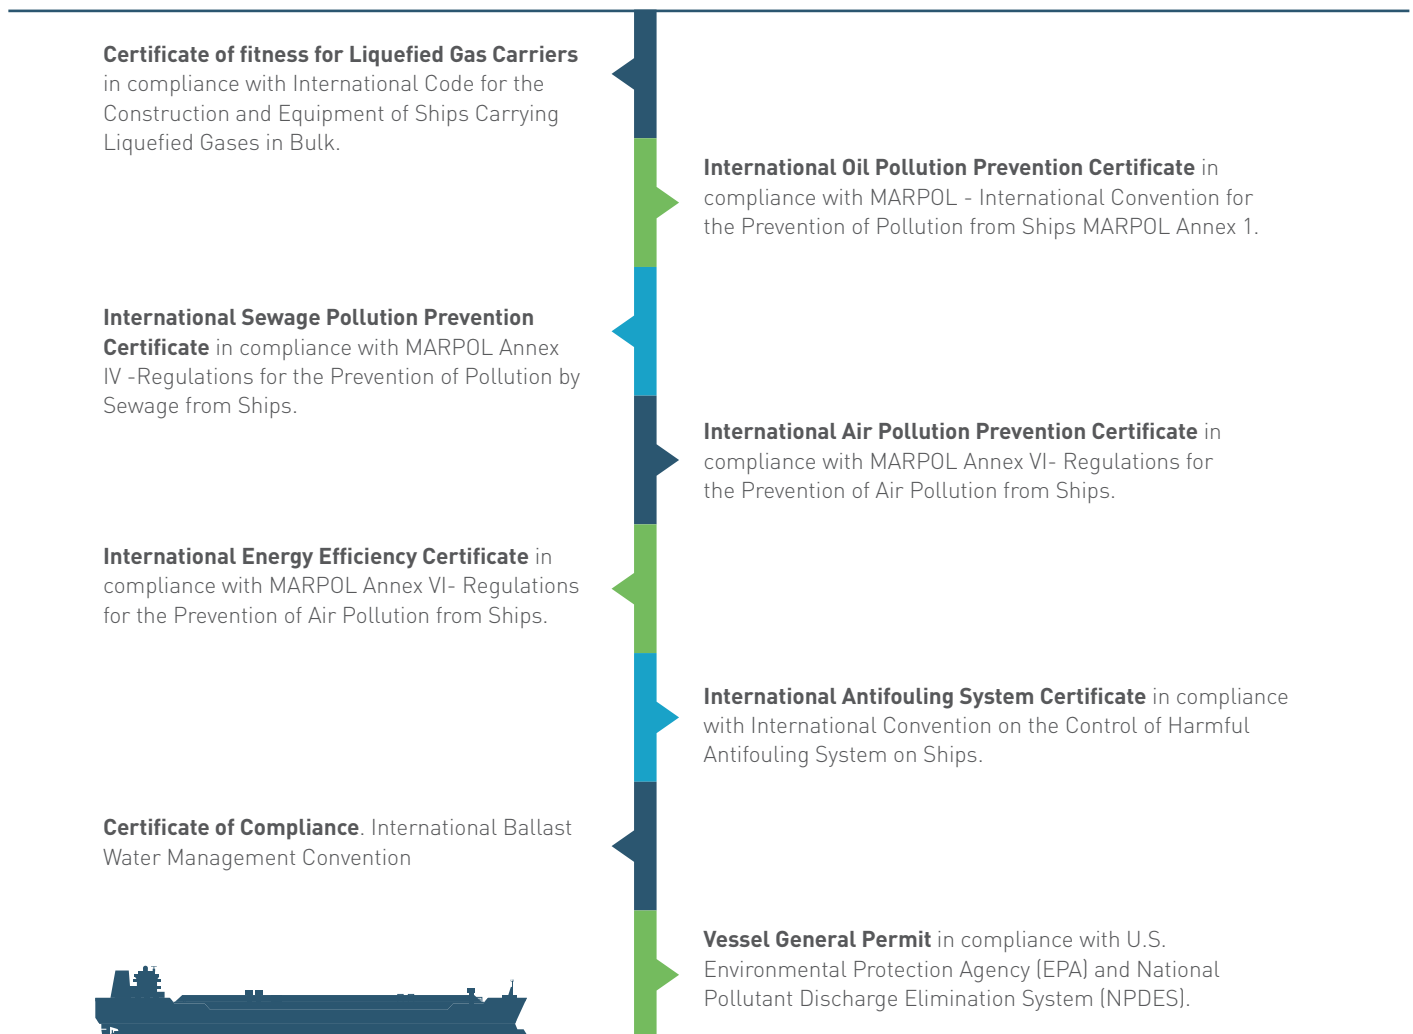 Certificate of fitness for Liquefied Gas Carriers
in compliance with International Code for the
Construction and Equipment of Ships Carrying
Liquefied Gases in Bulk.
International Oil Pollution Prevention Certificate in
compliance with MARPOL - International Convention for
the Prevention of Pollution from Ships MARPOL Annex 1.
International Sewage Pollution Prevention
Certificate in compliance with MARPOL Annex
IV -Regulations for the Prevention of Pollution by
Sewage from Ships.
International Air Pollution Prevention Certificate in
compliance with MARPOL Annex VI- Regulations for
the Prevention of Air Pollution from Ships.
International Energy Efficiency Certificate in
compliance with MARPOL Annex VI- Regulations
for the Prevention of Air Pollution from Ships.
International Antifouling System Certificate in compliance
with International Convention on the Control of Harmful
Antifouling System on Ships.
Certificate of Compliance. International Ballast
Water Management Convention
Vessel General Permit in compliance with U.S.
Environmental Protection Agency (EPA) and National
Pollutant Discharge Elimination System (NPDES).